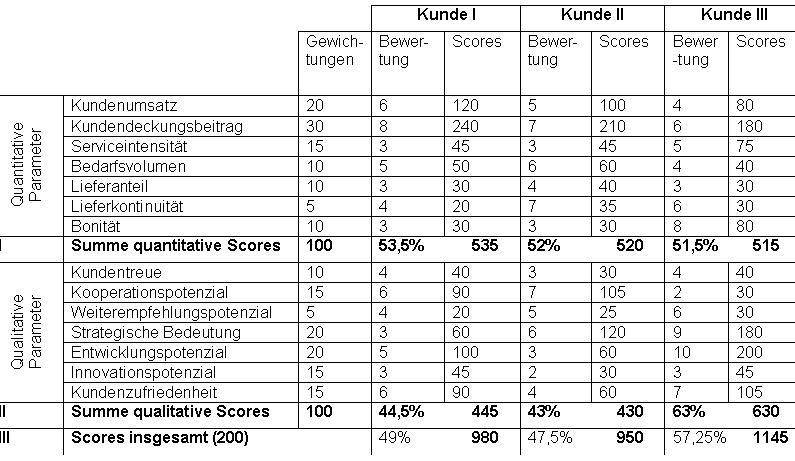 Kunde I Kunde II Kunde III
Gewich- Bewer- Scores Bewer- Scores Bewer Scores
tungen tung tung -tung
Quantitative
Parameter
Kundenumsatz 20 6 120 5 100 4 80
Kundendeckungsbeitrag 30 8 240 7 210 6 180
Serviceintensität 15 3 45 3 45 5 75
Bedarfsvolumen 10 5 50 6 60 4 40
Lieferanteil 10 3 30 4 40 3 30
Lieferkontinuität 5 4 20 7 35 6 30
Bonität 10 3 30 3 30 8 80
I Summe quantitative Scores 100 53,5% 535 52% 520 51,5% 515
Qualitative
Parameter
Kundentreue 10 4 40 3 30 4 40
Kooperationspotenzial 15 6 90 7 105 2 30
Weiterempfehlungspotenzial 5 4 20 5 25 6 30
Strategische Bedeutung 20 3 60 6 120 9 180
Entwicklungspotenzial 20 5 100 3 60 10 200
Innovationspotenzial 15 3 45 2 30 3 45
Kundenzufriedenheit 15 6 90 4 60 7 105
II Summe qualitative Scores 100 44,5% 445 43% 430 63% 630
III Scores insgesamt (200) 49% 980 47,5% 950 57,25% 1145